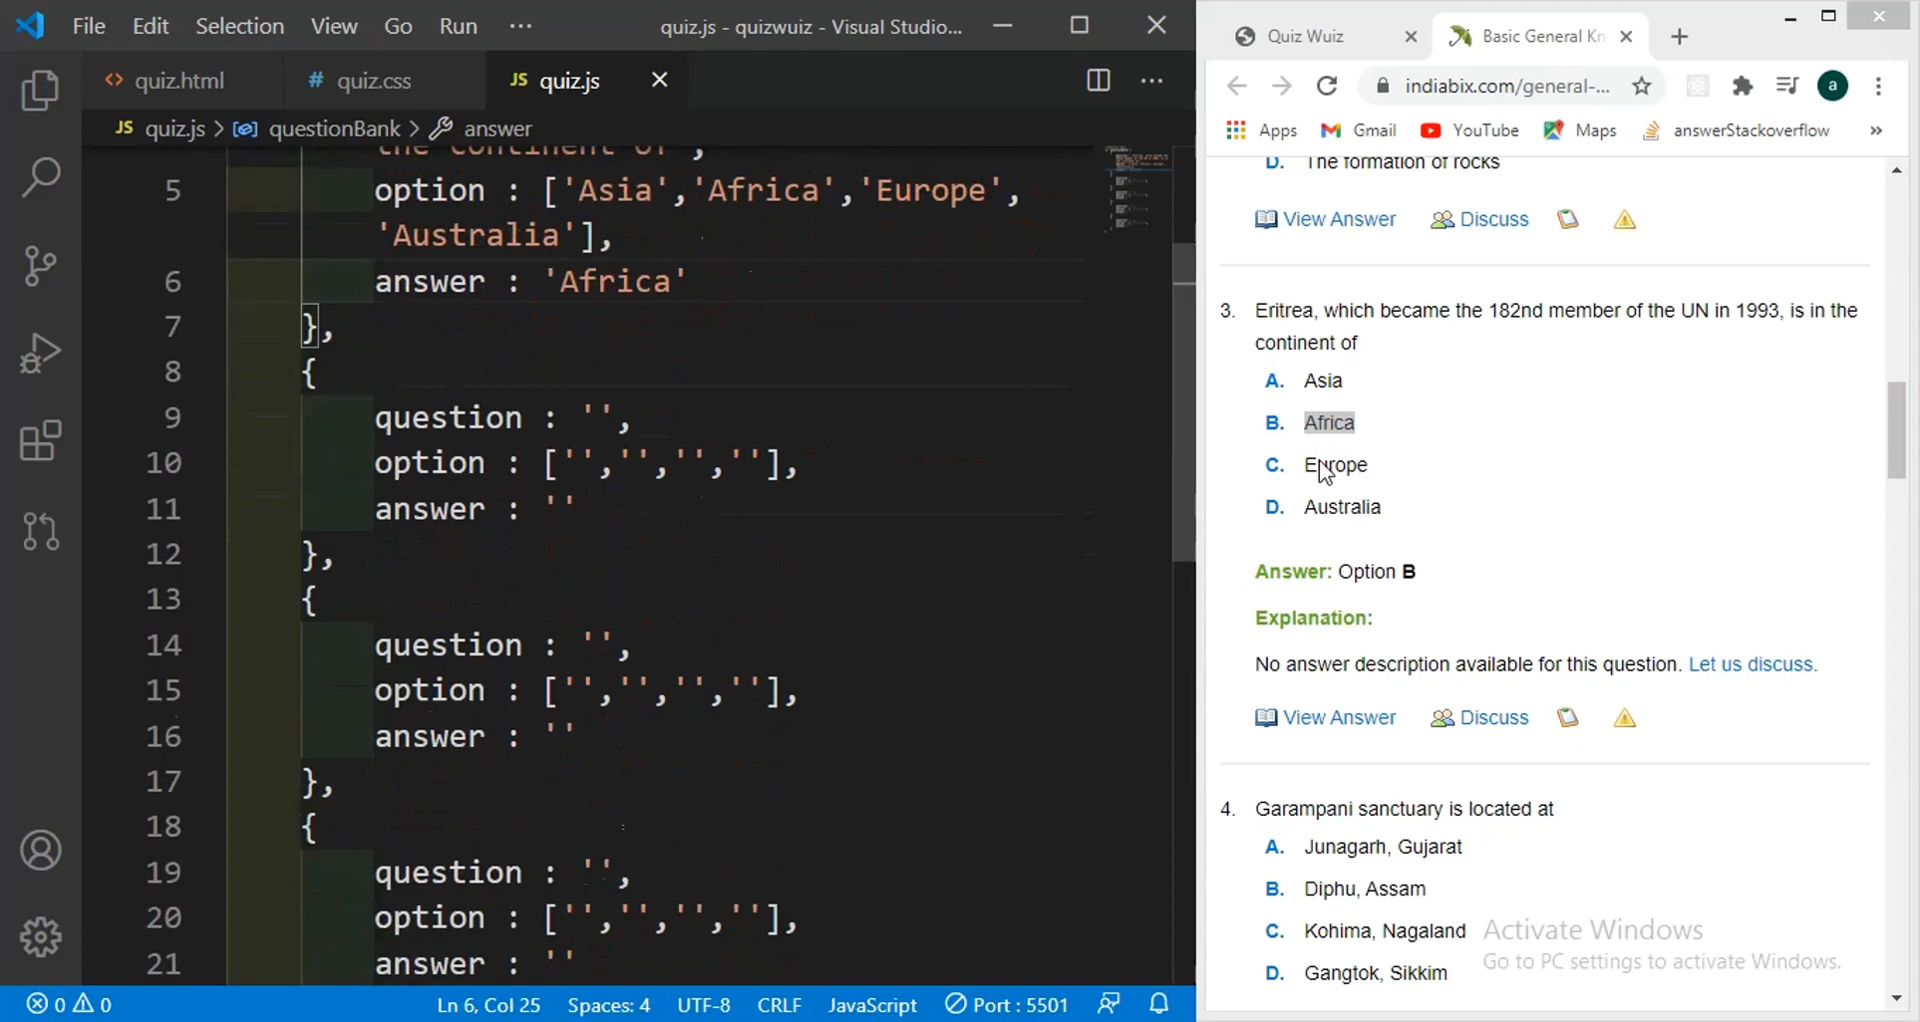 File Edit Selection View Go Run ··· quiz.js - quizwuiz - Visual Studio...
quiz.html # quiz.css JS quiz.js
JS quiz.js > questionBank > answer
the continent of',
5 option : ['Asia','Africa','Europe',
'Australia'],
6 answer : 'Africa'
7 },
8 {
9 question : '',
10 option : ['','','',''],
11 answer : ''
12 },
13 {
14 question : '',
15 option : ['','','',''],
16 answer : ''
17 },
18 {
19 question : '',
20 option : ['','','',''],
21 answer : ''
0 0 Ln 6, Col 25 Spaces: 4 UTF-8 CRLF JavaScript Port : 5501
Quiz Wuiz Basic General Kn
indiabix.com/general-... a
Apps Gmail YouTube Maps answerStackoverflow »
D. The formation of rocks
View Answer Discuss
3. Eritrea, which became the 182nd member of the UN in 1993, is in the
continent of
A. Asia
B. Africa
C. Europe
D. Australia
Answer: Option B
Explanation:
No answer description available for this question. Let us discuss.
View Answer Discuss
4. Garampani sanctuary is located at
A. Junagarh, Gujarat
B. Diphu, Assam
C. Kohima, Nagaland
D. Gangtok, Sikkim
Activate Windows
Go to PC settings to activate Windows.